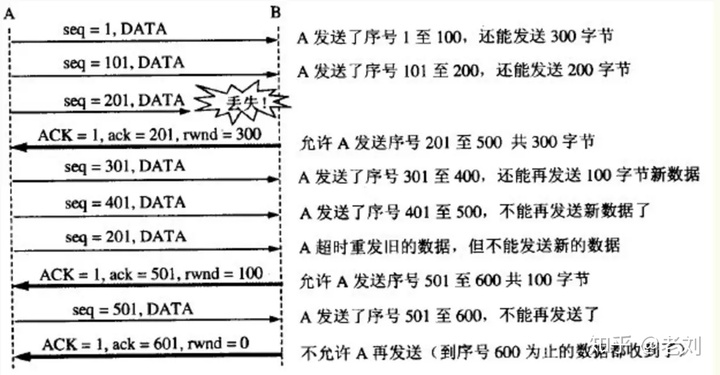 A B
seq = 1, DATA A 发送了序号 1 至 100，还能发送 300 字节
seq = 101, DATA A 发送了序号 101 至 200，还能发送 200 字节
seq = 201, DATA 丢失！
ACK = 1, ack = 201, rwnd = 300 允许 A 发送序号 201 至 500 共 300 字节
seq = 301, DATA A 发送了序号 301 至 400，还能再发送 100 字节新数据
seq = 401, DATA A 发送了序号 401 至 500，不能再发送新数据了
seq = 201, DATA A 超时重发旧的数据，但不能发送新的数据
ACK = 1, ack = 501, rwnd = 100 允许 A 发送序号 501 至 600 共 100 字节
seq = 501, DATA A 发送了序号 501 至 600，不能再发送了
ACK = 1, ack = 601, rwnd = 0 不允许 A 再发送（到序号 600 为止的数据都收到了）
知乎 @老刘